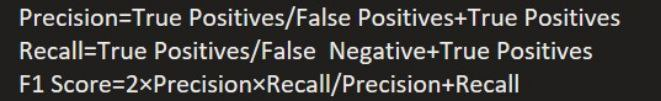 Precision=True Positives/False Positives+True Positives
Recall=True Positives/False  Negative+True Positives
F1 Score=2×Precision×Recall/Precision+Recall